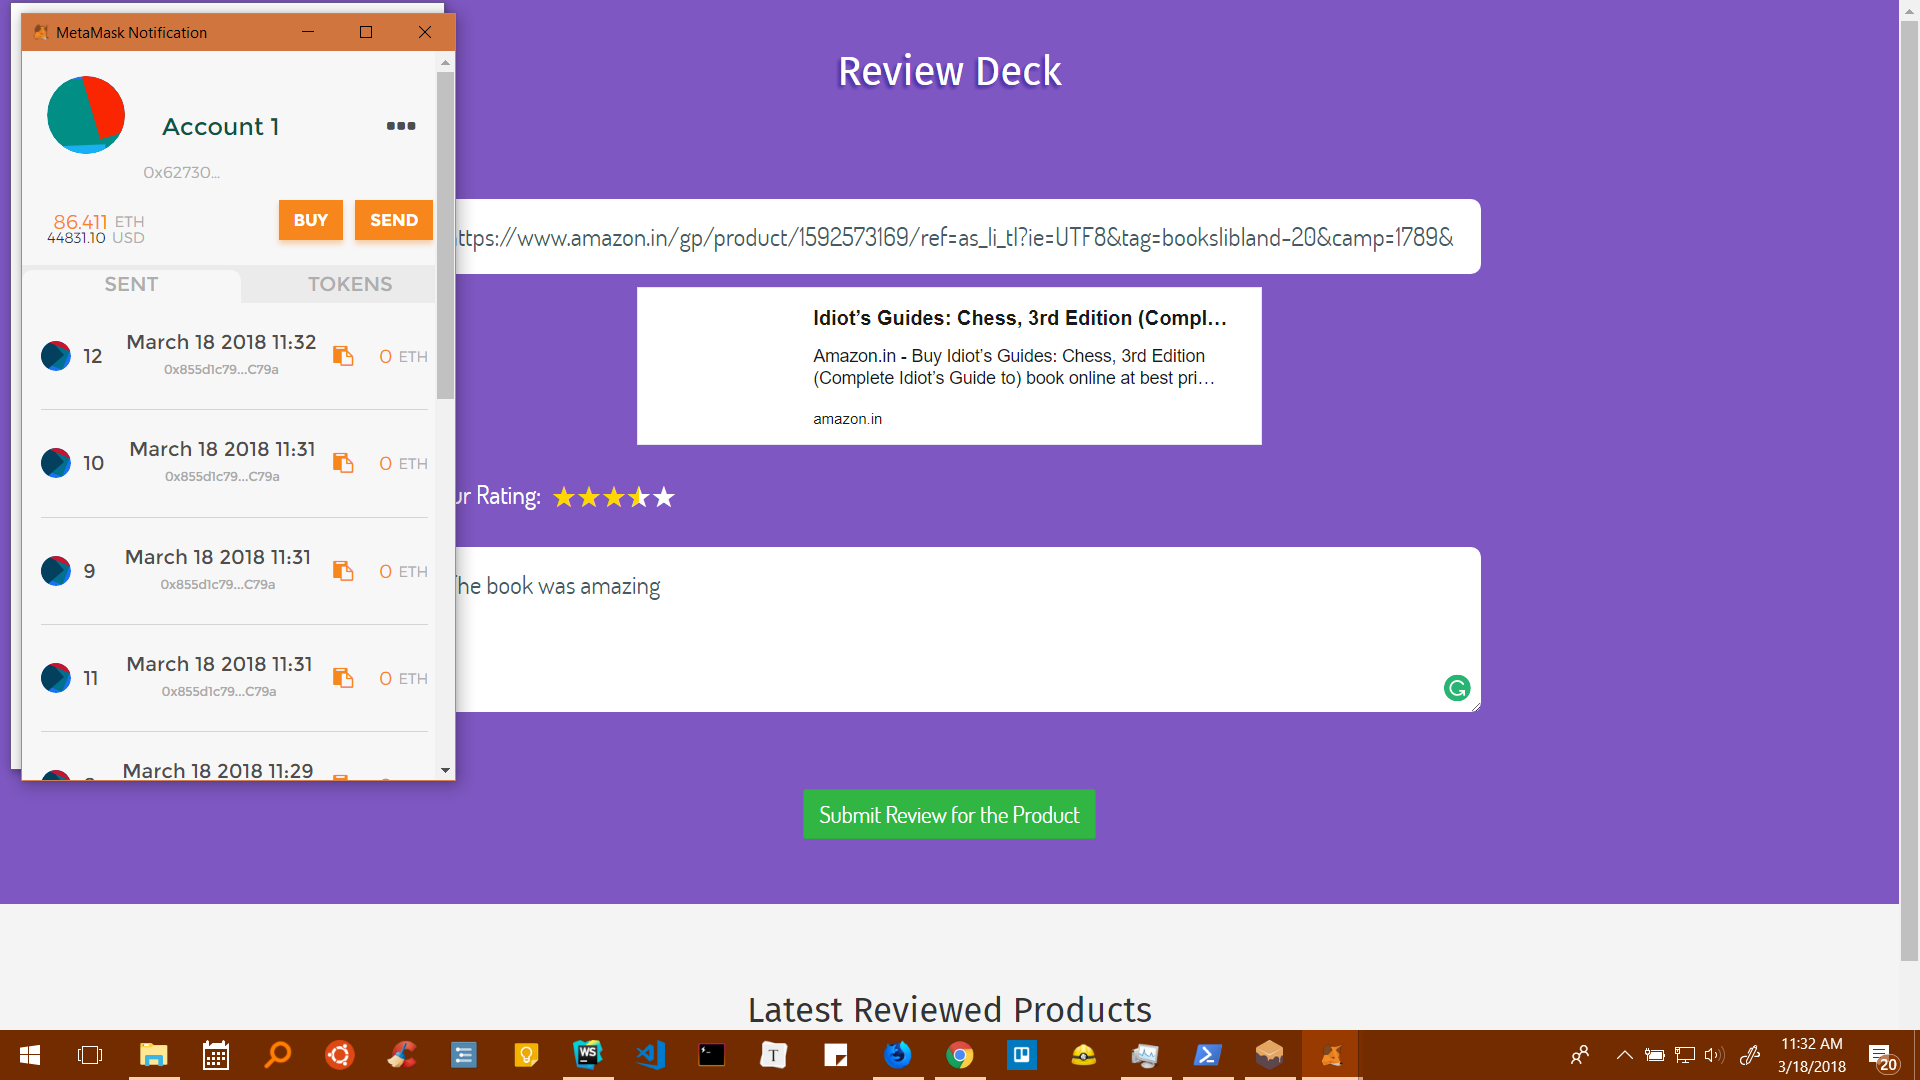 MetaMask Notification
Account 1
0x62730...
86.411 ETH
44831.10 USD
BUY
SEND
SENT
TOKENS
12
March 18 2018 11:32
0x855d1c79...C79a
0 ETH
10
March 18 2018 11:31
0x855d1c79...C79a
0 ETH
9
March 18 2018 11:31
0x855d1c79...C79a
0 ETH
11
March 18 2018 11:31
0x855d1c79...C79a
0 ETH
March 18 2018 11:29
Review Deck
ttps://www.amazon.in/gp/product/1592573169/ref=as_li_tl?ie=UTF8&tag=bookslibland-20&camp=1789&
Idiot’s Guides: Chess, 3rd Edition (Compl...
Amazon.in - Buy Idiot’s Guides: Chess, 3rd Edition
(Complete Idiot’s Guide to) book online at best pri...
amazon.in
ur Rating:
The book was amazing
Submit Review for the Product
Latest Reviewed Products
WS
T
11:32 AM
3/18/2018
20